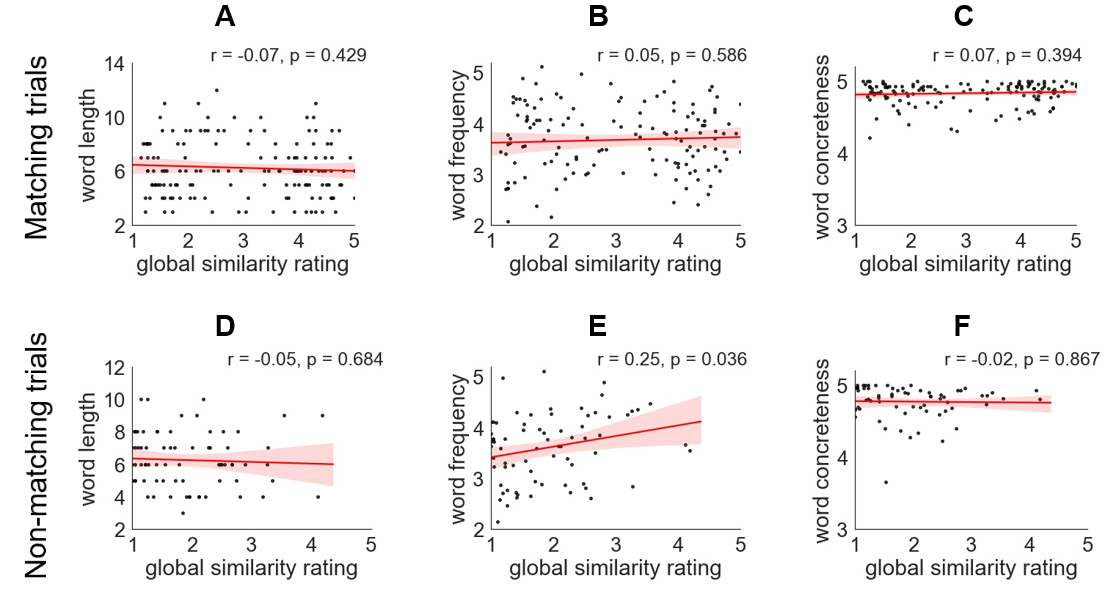 A
B
C
Matching trials
r = -0.07, p = 0.429
r = 0.05, p = 0.586
r = 0.07, p = 0.394
word length
14
10
6
2
1 2 3 4 5
global similarity rating
word frequency
5
4
3
2
1 2 3 4 5
global similarity rating
word concreteness
5
4
3
1 2 3 4 5
global similarity rating
D
E
F
Non-matching trials
r = -0.05, p = 0.684
r = 0.25, p = 0.036
r = -0.02, p = 0.867
word length
12
10
8
6
4
2
1 2 3 4 5
global similarity rating
word frequency
5
4
3
2
1 2 3 4 5
global similarity rating
word concreteness
5
4
3
1 2 3 4 5
global similarity rating